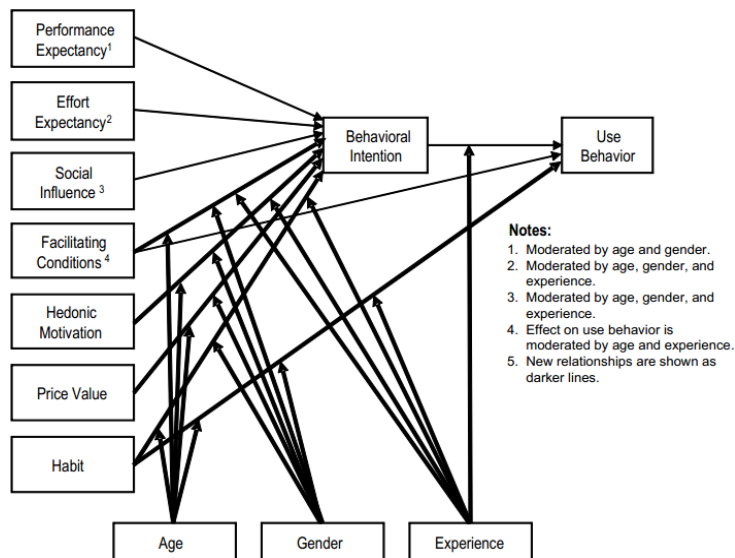 Performance
Expectancy1
Effort
Expectancy2
Social
Influence 3
Facilitating
Conditions 4
Hedonic
Motivation
Price Value
Habit
Behavioral
Intention
Use
Behavior
Notes:
1. Moderated by age and gender.
2. Moderated by age, gender, and
experience.
3. Moderated by age, gender, and
experience.
4. Effect on use behavior is
moderated by age and experience.
5. New relationships are shown as
darker lines.
Age
Gender
Experience